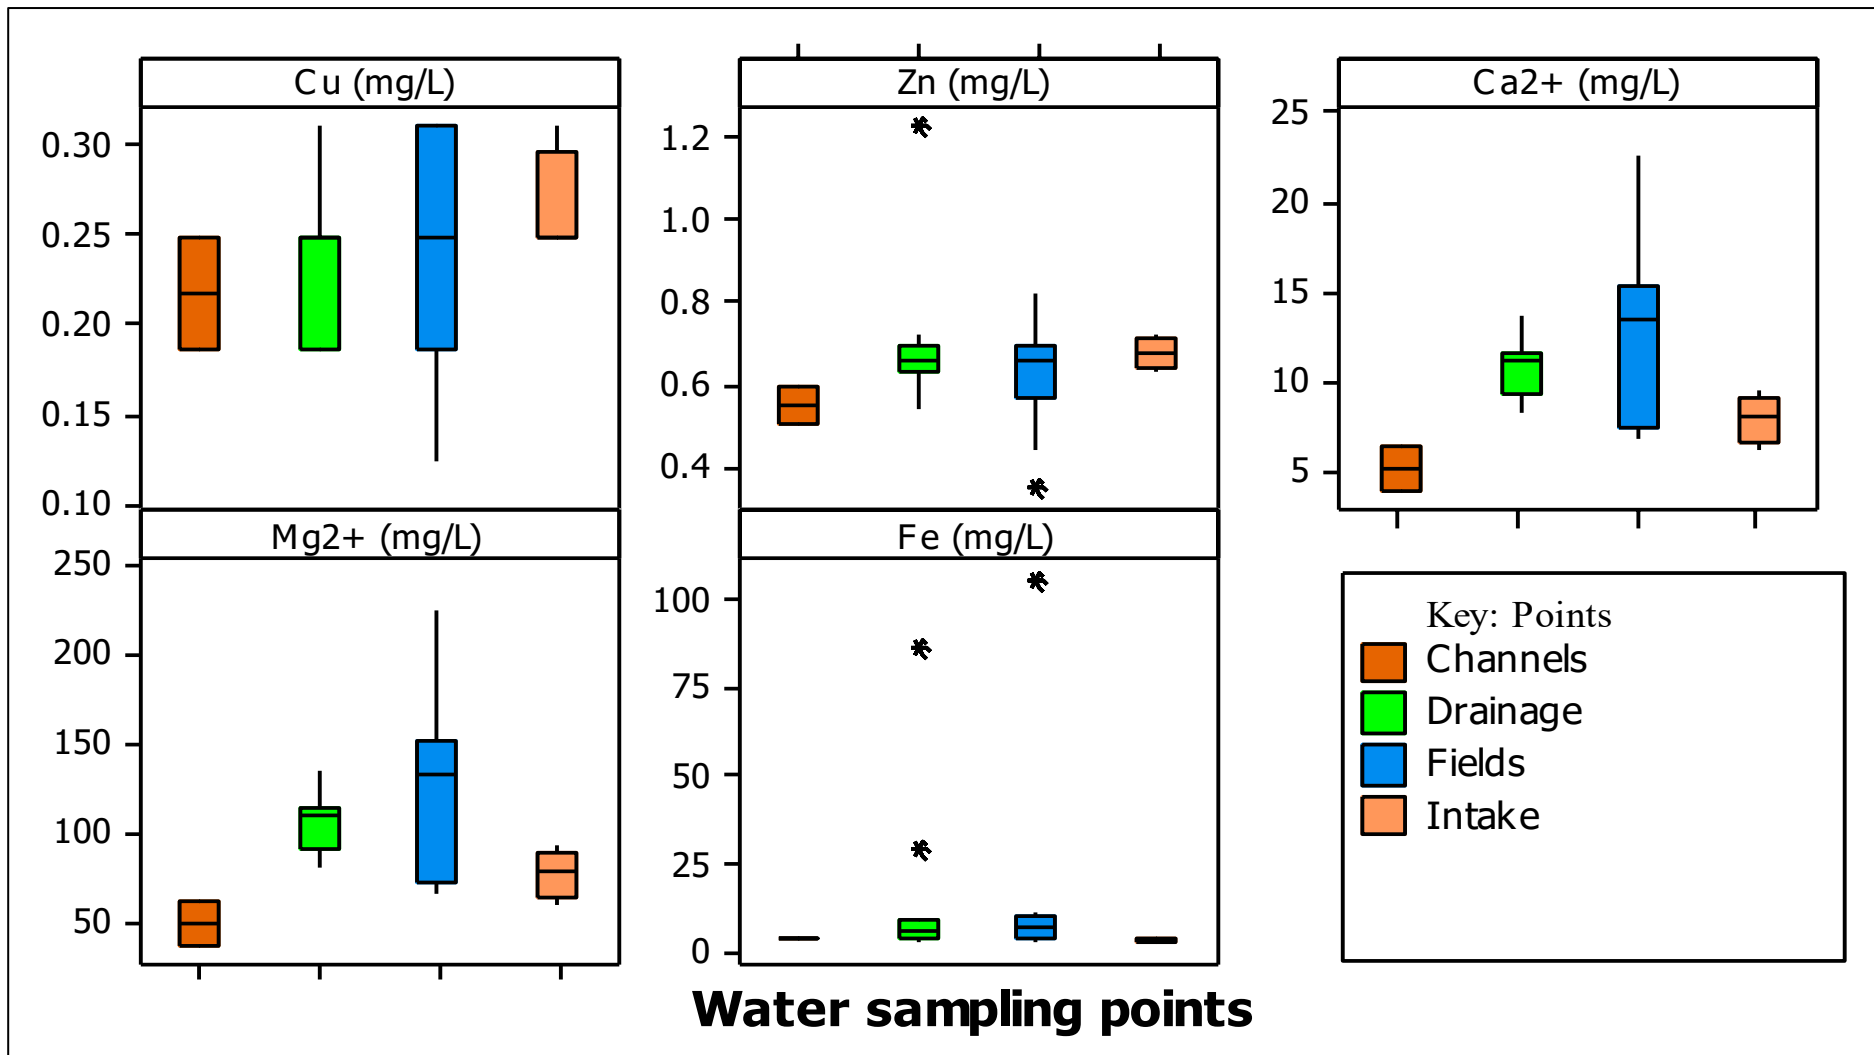 Cu (mg/L)
0.30
0.25
0.20
0.15
0.10
Zn (mg/L)
1.2
1.0
0.8
0.6
0.4
Ca2+ (mg/L)
25
20
15
10
5
Mg2+ (mg/L)
250
200
150
100
50
Fe (mg/L)
100
75
50
25
0
Key: Points
Channels
Drainage
Fields
Intake
Water sampling points